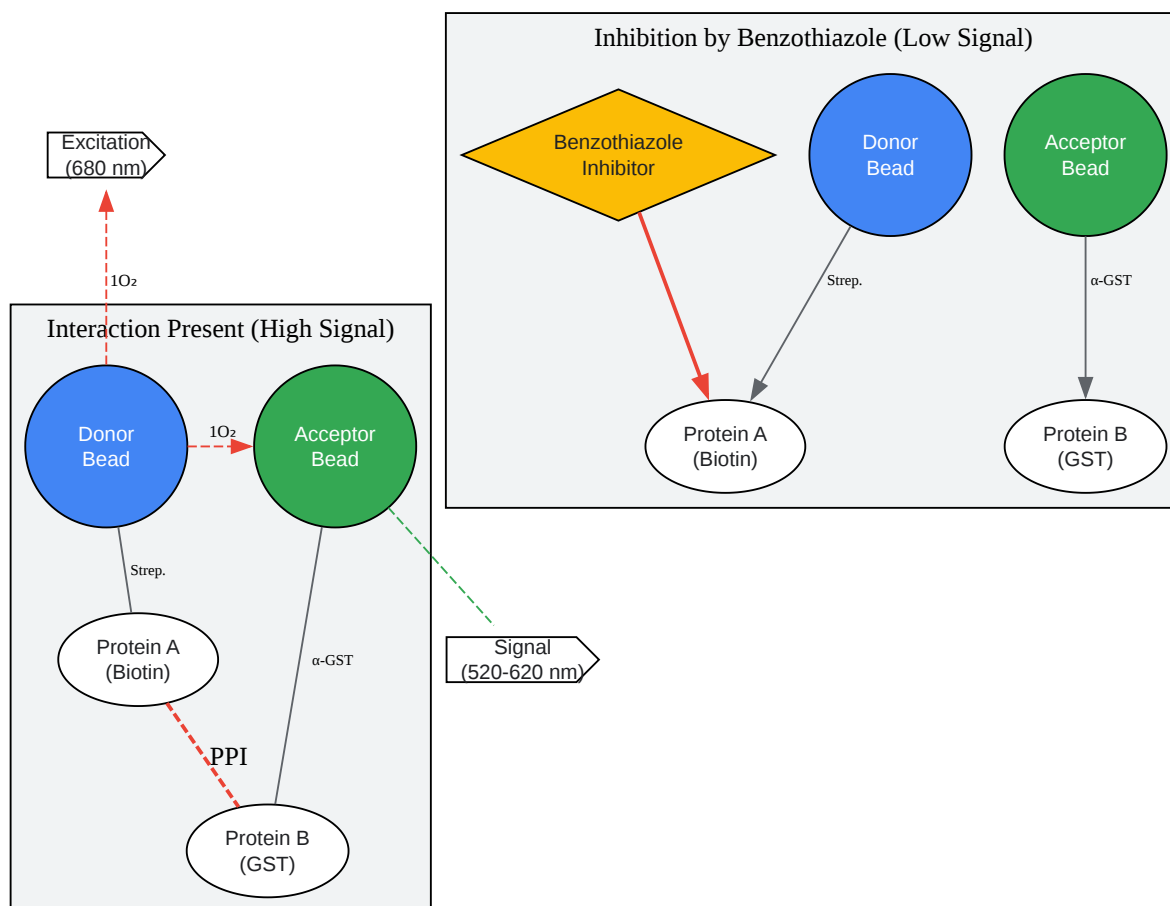 Inhibition by Benzothiazole (Low Signal)
Benzothiazole
Inhibitor
Donor
Bead
Acceptor
Bead
Excitation
(680 nm)
1O₂
Strep.
α-GST
Interaction Present (High Signal)
Donor
Bead
1O₂
Acceptor
Bead
Protein A
(Biotin)
Protein B
(GST)
Strep.
Protein A
(Biotin)
α-GST
Signal
(520-620 nm)
PPI
Protein B
(GST)